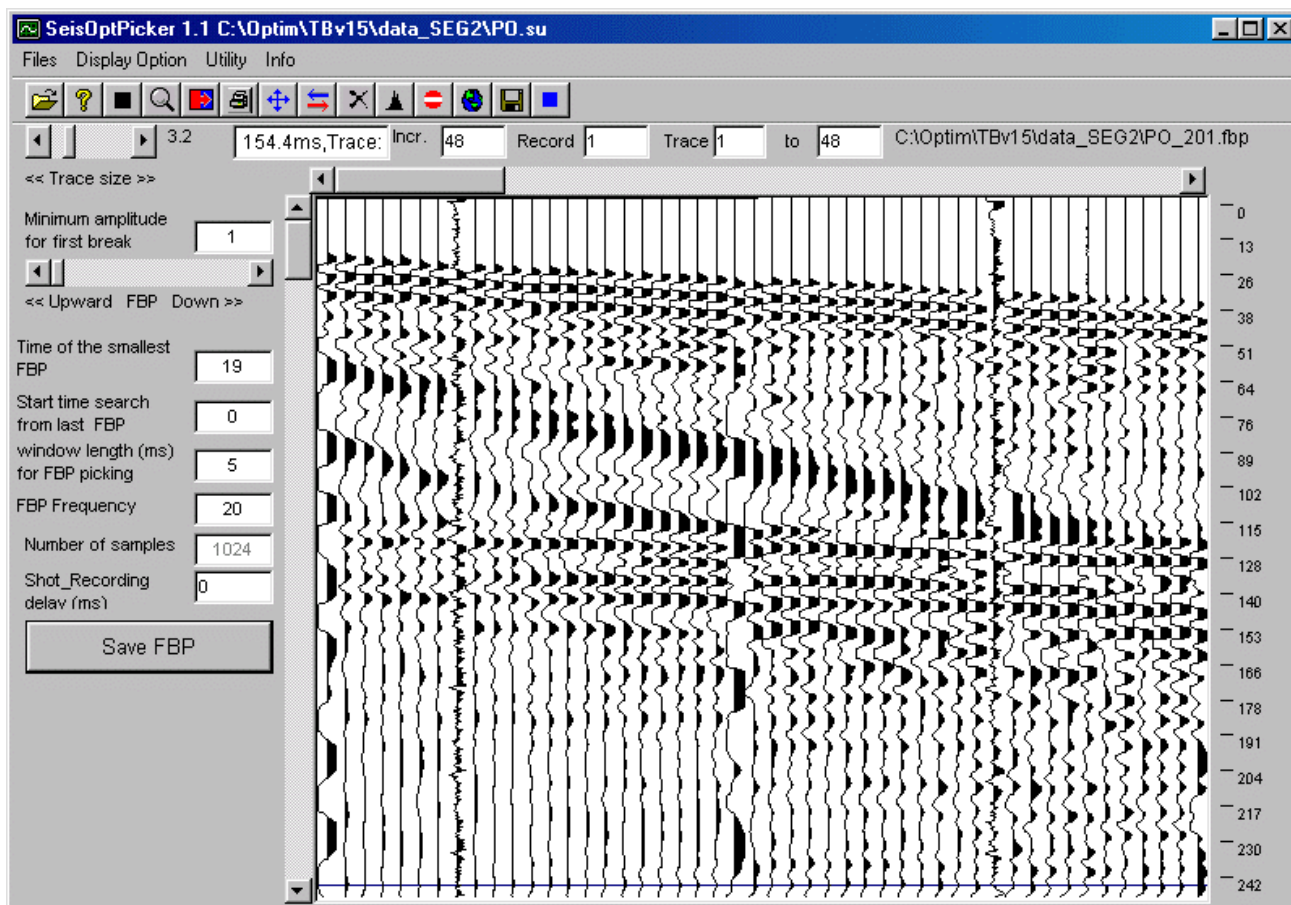 SeisOptPicker 1.1 C:\Optim\TBv15\data_SEG2\PO.su
Files Display Option Utility Info
3.2 154.4ms,Trace: Incr. 48 Record 1 Trace 1 to 48 C:\Optim\TBv15\data_SEG2\PO_201.fbp
<< Trace size >>
Minimum amplitude
for first break 1
<< Upward FBP Down >>
Time of the smallest
FBP 19
Start time search
from last FBP 0
window length (ms)
for FBP picking 5
FBP Frequency 20
Number of samples 1024
Shot_Recording
delay (ms) 0
Save FBP
0
13
26
38
51
64
76
89
102
115
128
140
153
166
178
191
204
217
230
242